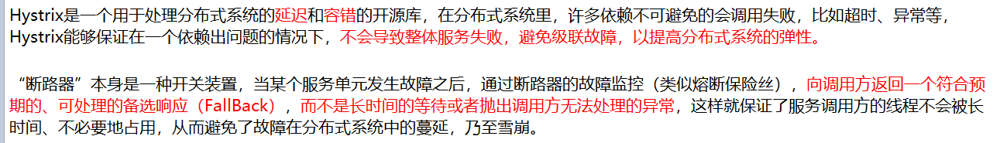 Hystrix是一个用于处理分布式系统的延迟和容错的开源库，在分布式系统里，许多依赖不可避免的会调用失败，比如超时、异常等，
Hystrix能够保证在一个依赖出问题的情况下，不会导致整体服务失败，避免级联故障，以提高分布式系统的弹性。
“断路器”本身是一种开关装置，当某个服务单元发生故障之后，通过断路器的故障监控（类似熔断保险丝），向调用方返回一个符合预
期的、可处理的备选响应（FallBack），而不是长时间的等待或者抛出调用方无法处理的异常，这样就保证了服务调用方的线程不会被长
时间、不必要地占用，从而避免了故障在分布式系统中的蔓延，乃至雪崩。